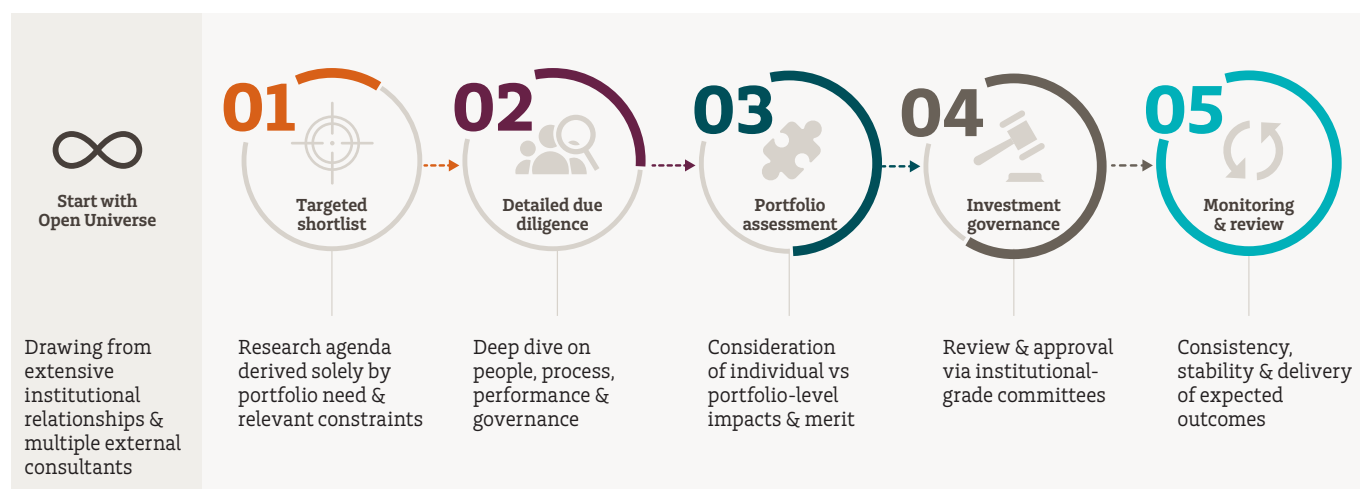 Start with
Open Universe
Drawing from
extensive
institutional
relationships &
multiple external
consultants
01
Targeted
shortlist
Research agenda
derived solely by
portfolio need &
relevant constraints
02
Detailed due
diligence
Deep dive on
people, process,
performance &
governance
03
Portfolio
assessment
Consideration
of individual vs
portfolio-level
impacts & merit
04
Investment
governance
Review & approval
via institutional-
grade committees
05
Monitoring
& review
Consistency,
stability & delivery
of expected
outcomes